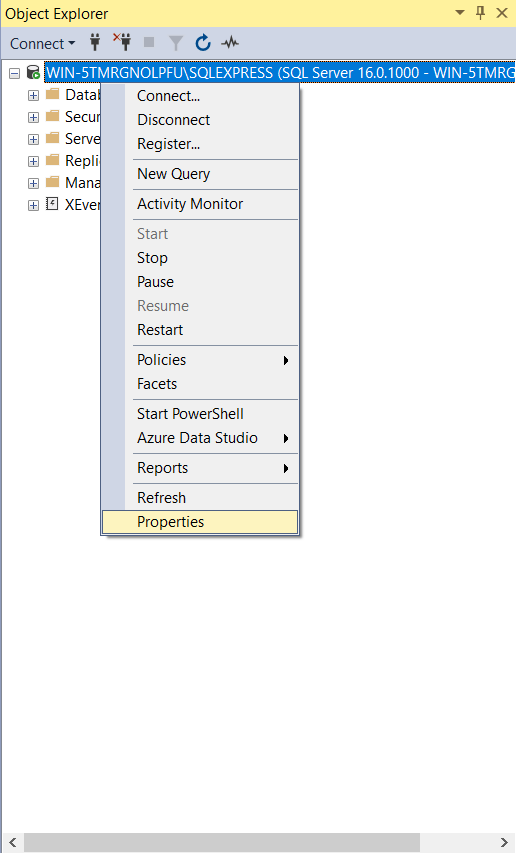 Object Explorer
Connect
WIN-5TMRGNOLPFU\SQLEXPRESS (SQL Server 16.0.1000 - WIN-5TMRG
Datab
Secur
Serve
Repli
Mana
XEver
Connect...
Disconnect
Register...
New Query
Activity Monitor
Start
Stop
Pause
Resume
Restart
Policies
Facets
Start PowerShell
Azure Data Studio
Reports
Refresh
Properties